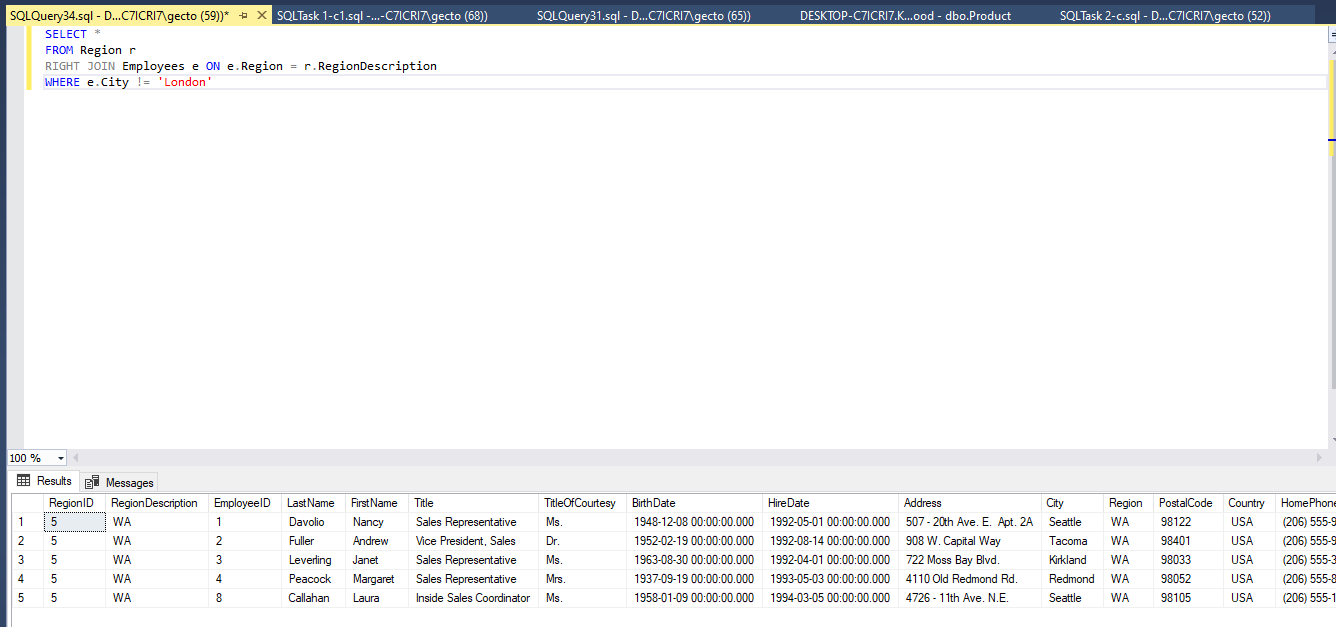 SQLQuery34.sql - D...C7ICRI7\gecto (59))* SQLTask 1-c1.sql -...-C7ICRI7\gecto (68)) SQLQuery31.sql - D...C7ICRI7\gecto (65)) DESKTOP-C7ICRI7.K...ood - dbo.Product SQLTask 2-c.sql - D...C7ICRI7\gecto (52))
SELECT *
FROM Region r
RIGHT JOIN Employees e ON e.Region = r.RegionDescription
WHERE e.City != 'London'
100 %
Results Messages
RegionID RegionDescription EmployeeID LastName FirstName Title TitleOfCourtesy BirthDate HireDate Address City Region PostalCode Country HomePhone
1 5 WA 1 Davolio Nancy Sales Representative Ms. 1948-12-08 00:00:00.000 1992-05-01 00:00:00.000 507 - 20th Ave. E. Apt. 2A Seattle WA 98122 USA (206) 555-9
2 5 WA 2 Fuller Andrew Vice President, Sales Dr. 1952-02-19 00:00:00.000 1992-08-14 00:00:00.000 908 W. Capital Way Tacoma WA 98401 USA (206) 555-9
3 5 WA 3 Leverling Janet Sales Representative Ms. 1963-08-30 00:00:00.000 1992-04-01 00:00:00.000 722 Moss Bay Blvd. Kirkland WA 98033 USA (206) 555-3
4 5 WA 4 Peacock Margaret Sales Representative Mrs. 1937-09-19 00:00:00.000 1993-05-03 00:00:00.000 4110 Old Redmond Rd. Redmond WA 98052 USA (206) 555-8
5 5 WA 8 Callahan Laura Inside Sales Coordinator Ms. 1958-01-09 00:00:00.000 1994-03-05 00:00:00.000 4726 - 11th Ave. N.E. Seattle WA 98105 USA (206) 555-1